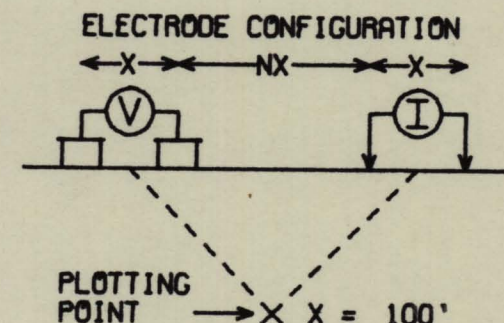 ELECTRODE CONFIGURATION
X NX X
V I
PLOTTING
POINT X X = 100'